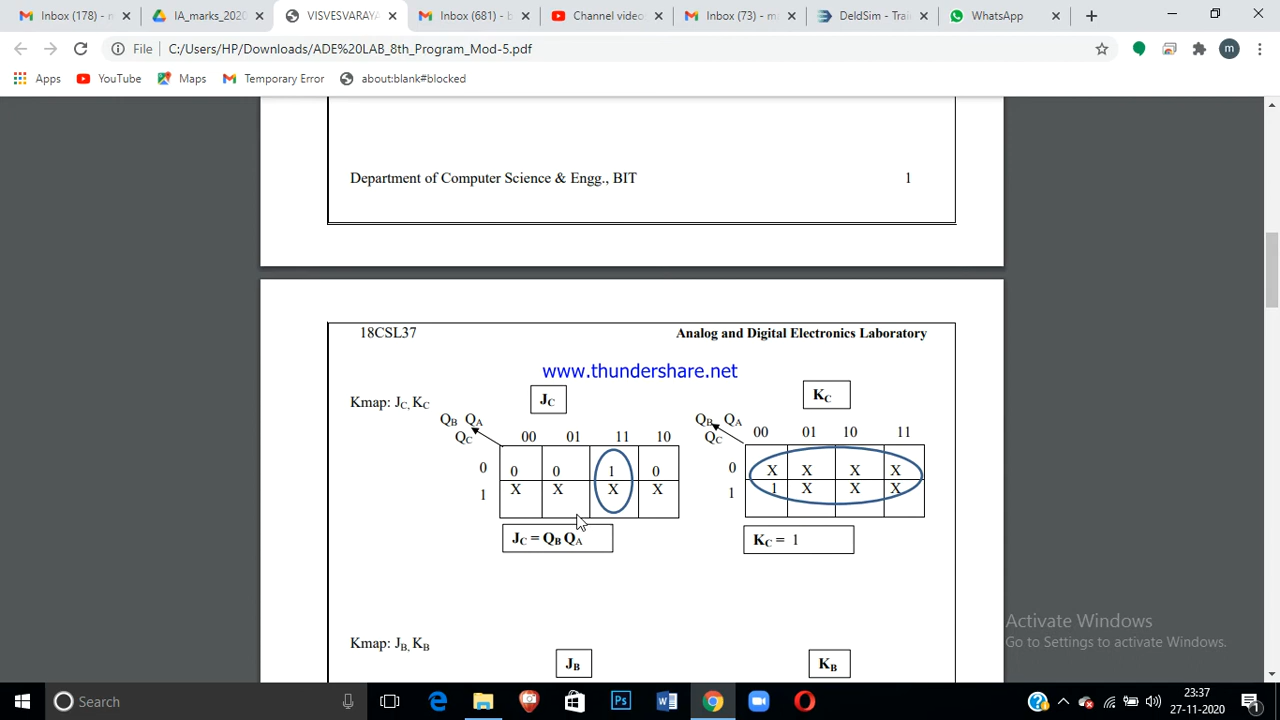 Inbox (178) - m
IA_marks_202(
VISVESVARAYA
Inbox (681) - (
Channel video
Inbox (73) - m
DeldSim - Trai
WhatsApp
File C:/Users/HP/Downloads/ADE%20LAB_8th_Program_Mod-5.pdf
m
Apps YouTube Maps Temporary Error about:blank#blocked
Department of Computer Science & Engg., BIT 1
18CSL37 Analog and Digital Electronics Laboratory
www.thundershare.net
Kmap: JC, KC
JC
QB QA
QC
00 01 11 10
0 0 0 1 0
1 X X X X
JC = QB QA
KC
QB QA
QC
00 01 10 11
0 X X X X
1 1 X X X
KC = 1
Kmap: JB, KB
JB
KB
Activate Windows
Go to Settings to activate Windows.
Search
23:37
27-11-2020